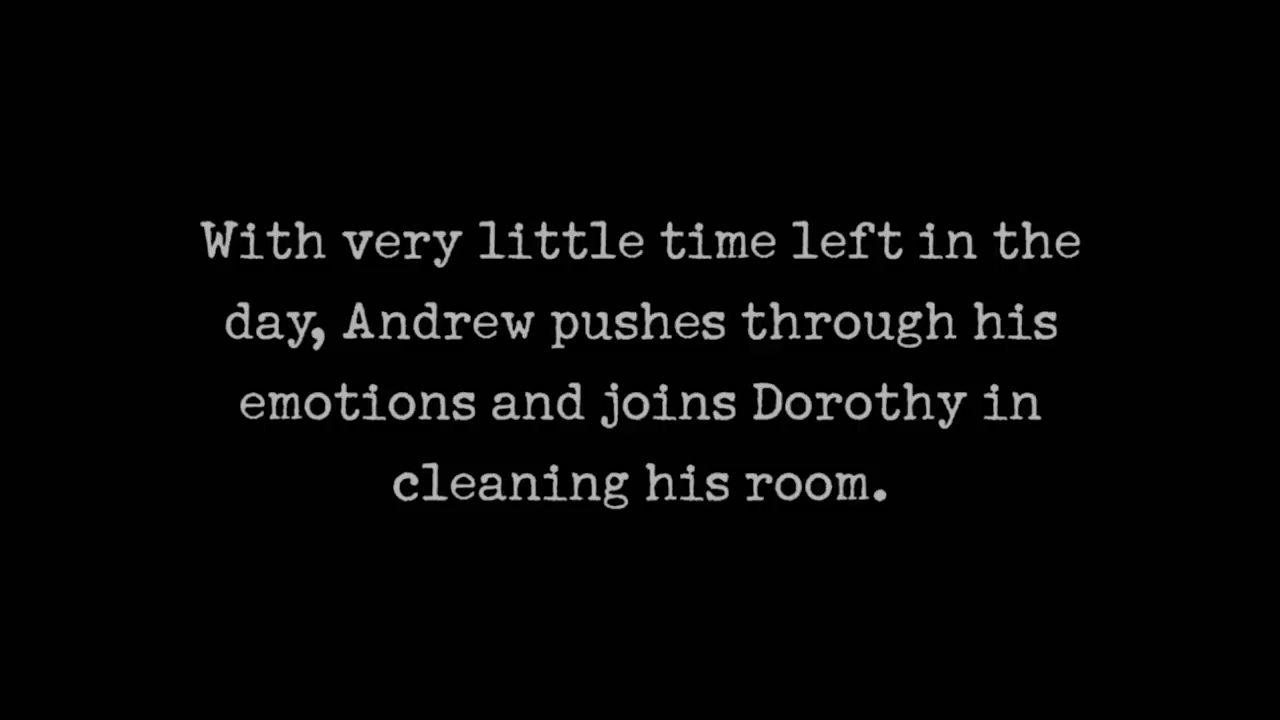 With very little time left in the
day, Andrew pushes through his
emotions and joins Dorothy in
cleaning his room.